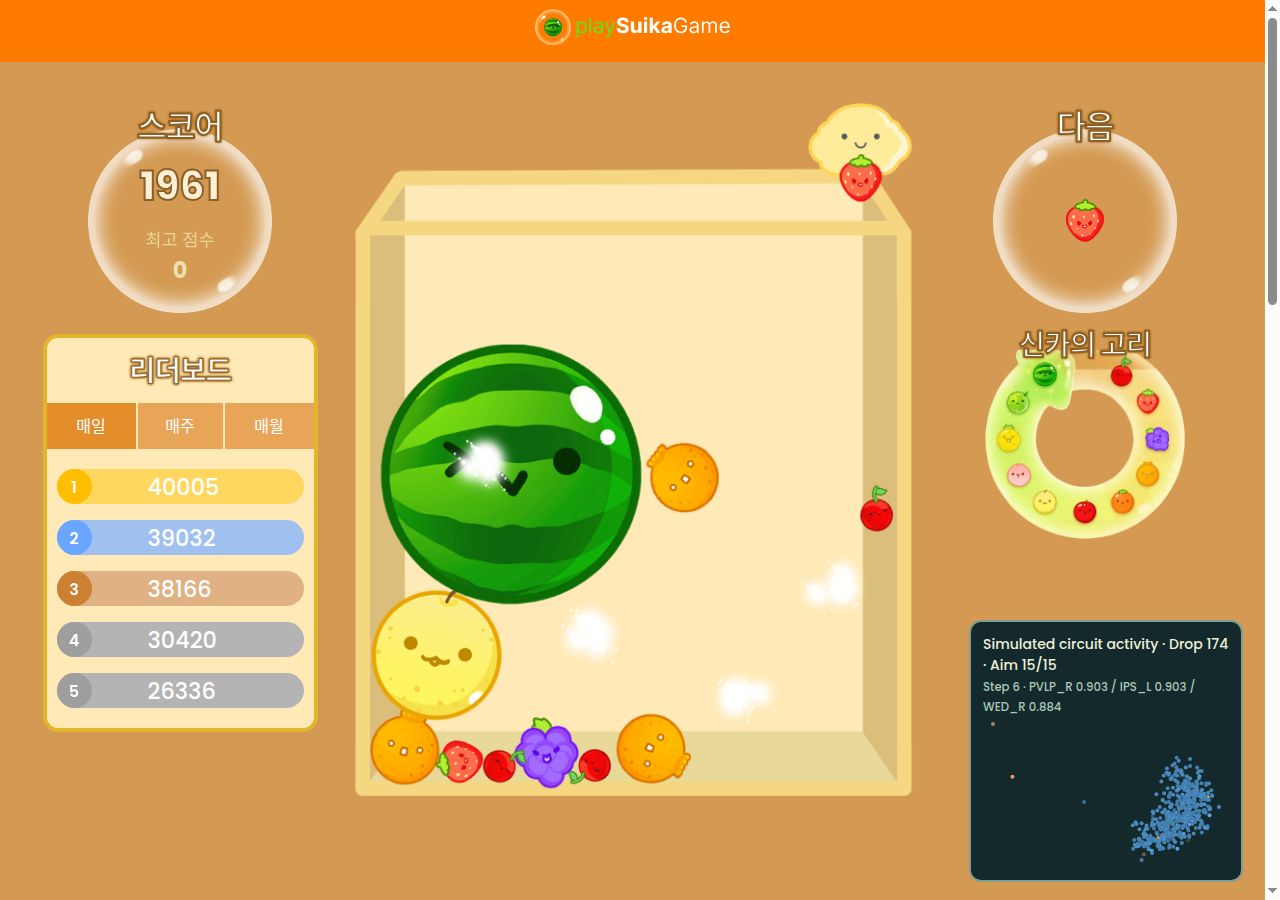 playSuikaGame
스코어
1961
최고 점수
0
리더보드
매일 매주 매월
1 40005
2 39032
3 38166
4 30420
5 26336
다음
신카의 고리
Simulated circuit activity · Drop 174
· Aim 15/15
Step 6 · PVLP_R 0.903 / IPS_L 0.903 /
WED_R 0.884